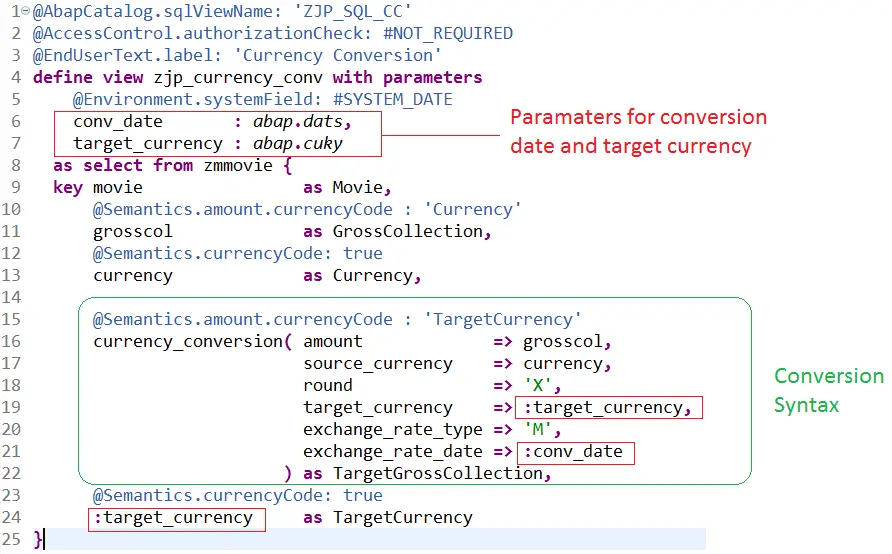 1 @AbapCatalog.sqlViewName: 'ZJP_SQL_CC'
2 @AccessControl.authorizationCheck: #NOT_REQUIRED
3 @EndUserText.label: 'Currency Conversion'
4 define view zjp_currency_conv with parameters
5 @Environment.systemField: #SYSTEM_DATE
6 conv_date : abap.dats,
7 target_currency : abap.cuky
Paramaters for conversion
date and target currency
8 as select from zmmovie {
9 key movie as Movie,
10 @Semantics.amount.currencyCode : 'Currency'
11 grosscol as GrossCollection,
12 @Semantics.currencyCode: true
13 currency as Currency,
14
15 @Semantics.amount.currencyCode : 'TargetCurrency'
16 currency_conversion( amount => grosscol,
17 source_currency => currency,
18 round => 'X',
19 target_currency => :target_currency,
20 exchange_rate_type => 'M',
21 exchange_rate_date => :conv_date
22 ) as TargetGrossCollection,
Conversion
Syntax
23 @Semantics.currencyCode: true
24 :target_currency as TargetCurrency
25 }